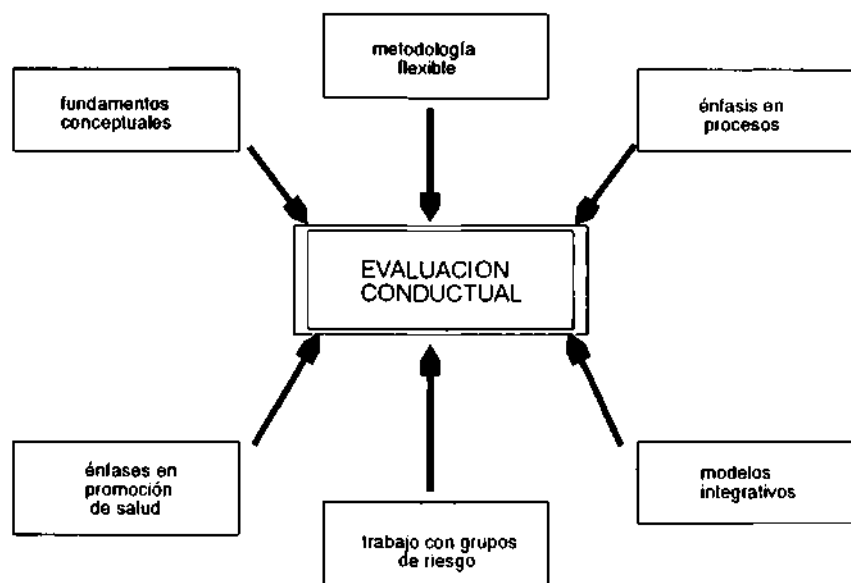 metodología
flexible
fundamentos
conceptuales
énfasis en
procesos
EVALUACION
CONDUCTUAL
énfases en
promoción
de salud
trabajo con grupos
de riesgo
modelos
integrativos